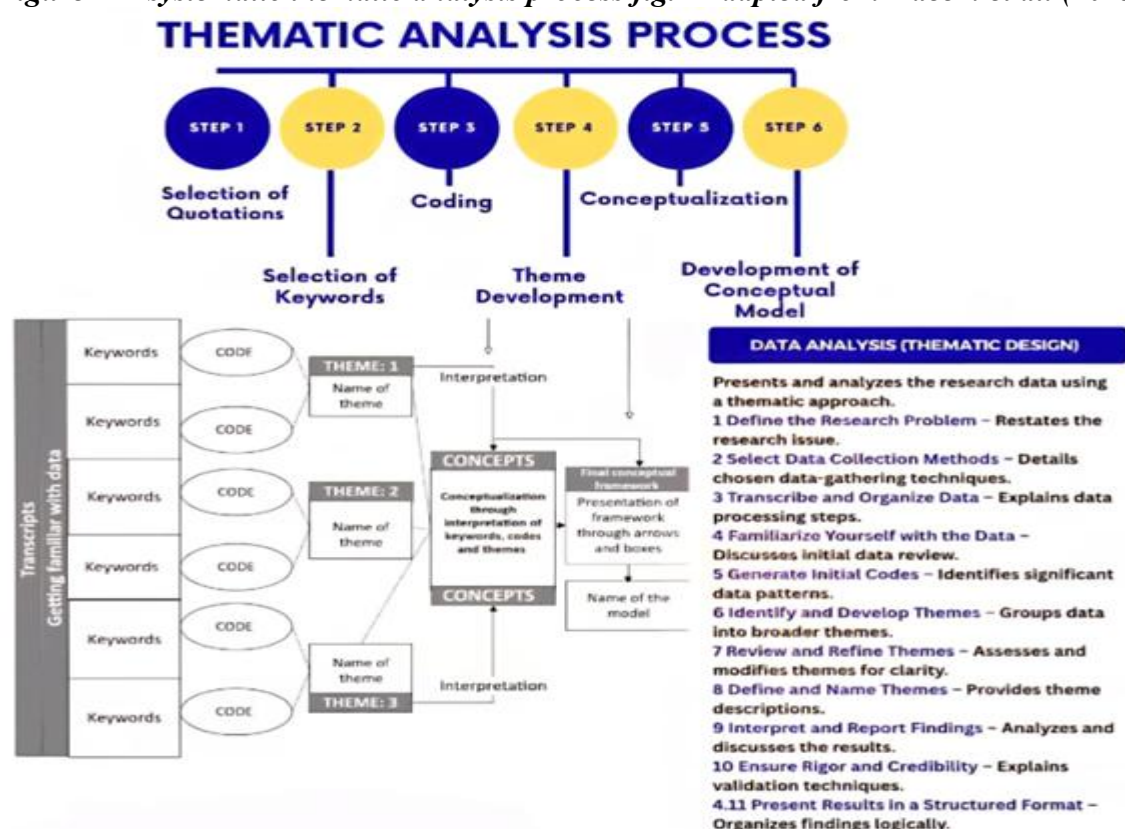 THEMATIC ANALYSIS PROCESS
STEP 1
STEP 2
STEP 3
STEP 4
STEP 5
STEP 6
Selection of
Quotations
Coding
Conceptualization
Selection of
Keywords
Theme
Development
Development of
Conceptual
Model
Transcripts
Getting familiar with data
Keywords
Keywords
Keywords
Keywords
Keywords
Keywords
CODE
CODE
CODE
CODE
CODE
CODE
THEME: 1
Name of
theme
THEME: 2
Name of
theme
Name of
theme
THEME: 3
Interpretation
CONCEPTS
Conceptualization
through
interpretation of
keywords, codes
and themes
CONCEPTS
Interpretation
Final conceptual
framework
Presentation of
framework
through arrows
and boxes
Name of the
model
DATA ANALYSIS (THEMATIC DESIGN)
Presents and analyzes the research data using
a thematic approach.
1 Define the Research Problem – Restates the
research issue.
2 Select Data Collection Methods – Details
chosen data-gathering techniques.
3 Transcribe and Organize Data – Explains data
processing steps.
4 Familiarize Yourself with the Data –
Discusses initial data review.
5 Generate Initial Codes – Identifies significant
data patterns.
6 Identify and Develop Themes – Groups data
into broader themes.
7 Review and Refine Themes – Assesses and
modifies themes for clarity.
8 Define and Name Themes – Provides theme
descriptions.
9 Interpret and Report Findings – Analyzes and
discusses the results.
10 Ensure Rigor and Credibility – Explains
validation techniques.
4.11 Present Results in a Structured Format –
Organizes findings logically.